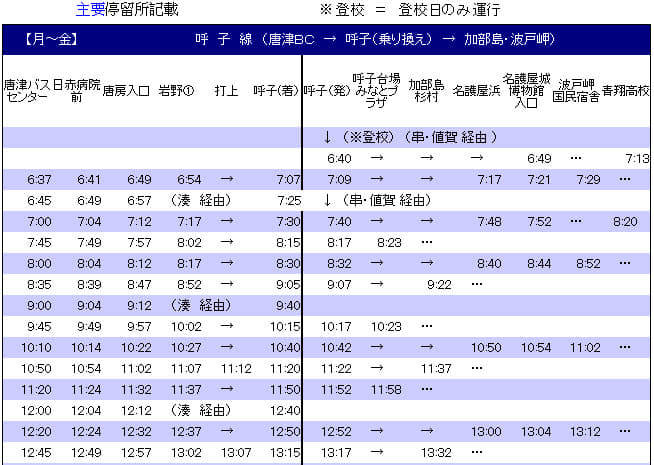 主要停留所記載 ※登校 ＝ 登校日のみ運行
【月～金】 呼 子 線 （唐津BC → 呼子(乗り換え) → 加部島・波戸岬）
唐津バスセンター 日赤病院前 唐房入口 岩野① 打上 呼子(着) 呼子(発) 呼子台場みなとプラザ 加部島杉村 名護屋浜 名護屋城博物館入口 波戸岬国民宿舎 青翔高校
↓ （※登校） （串・値賀 経由 ）
6:40 → → → 6:49 … 7:13
6:37 6:41 6:49 6:54 → 7:07 7:09 → → 7:17 7:21 7:29 …
6:45 6:49 6:57 （湊 経由） 7:25 ↓ （串・値賀 経由）
7:00 7:04 7:12 7:17 → 7:30 7:40 → → 7:48 7:52 … 8:20
7:45 7:49 7:57 8:02 → 8:15 8:17 8:23 …
8:00 8:04 8:12 8:17 → 8:30 8:32 → → 8:40 8:44 8:52 …
8:35 8:39 8:47 8:52 → 9:05 9:07 → 9:22 …
9:00 9:04 9:12 （湊 経由） 9:40
9:45 9:49 9:57 10:02 → 10:15 10:17 10:23 …
10:10 10:14 10:22 10:27 → 10:40 10:42 → → 10:50 10:54 11:02 …
10:50 10:54 11:02 11:07 11:12 11:20 11:22 → 11:37 …
11:20 11:24 11:32 11:37 → 11:50 11:52 11:58 …
12:00 12:04 12:12 （湊 経由） 12:40
12:20 12:24 12:32 12:37 → 12:50 12:52 → → 13:00 13:04 13:12 …
12:45 12:49 12:57 13:02 13:07 13:15 13:17 → 13:32 …